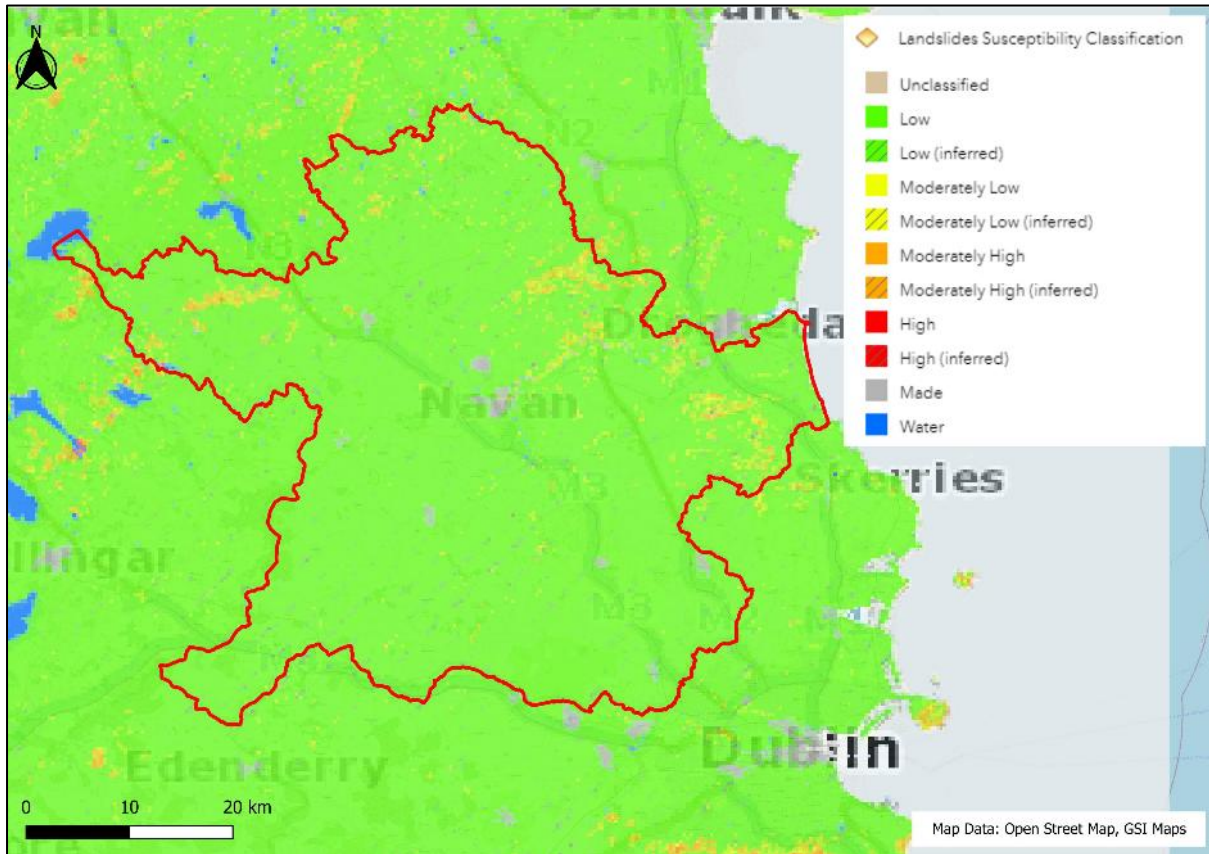 N
Landslides Susceptibility Classification
Unclassified
Low
Low (inferred)
Moderately Low
Moderately Low (inferred)
Moderately High
Moderately High (inferred)
High
High (inferred)
Made
Water
M1
N2
N3
Navan
M3
Skerries
M3
Dublin
Edenderry
0 10 20 km
Map Data: Open Street Map, GSI Maps